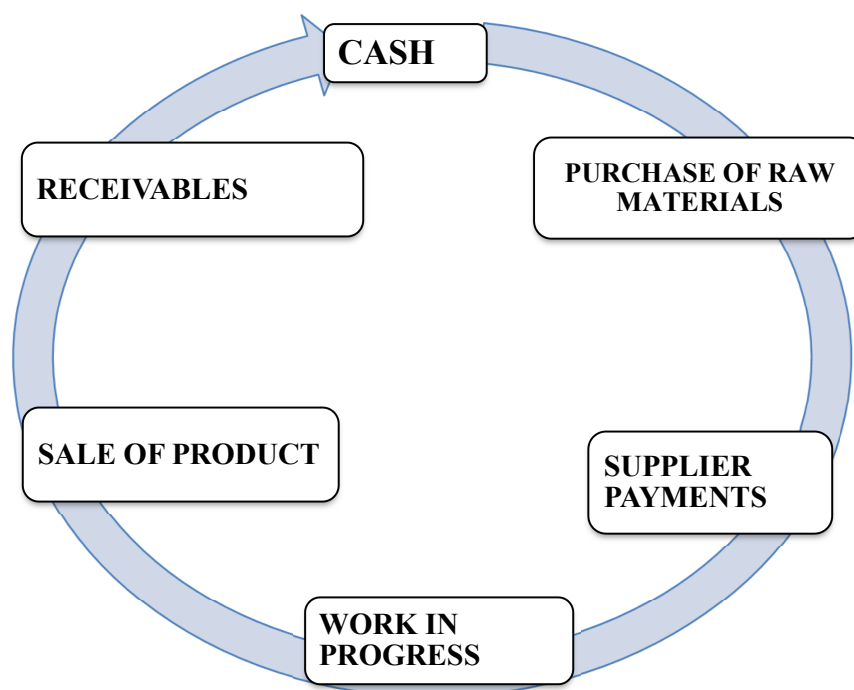 CASH
PURCHASE OF RAW
MATERIALS
SUPPLIER
PAYMENTS
WORK IN
PROGRESS
SALE OF PRODUCT
RECEIVABLES